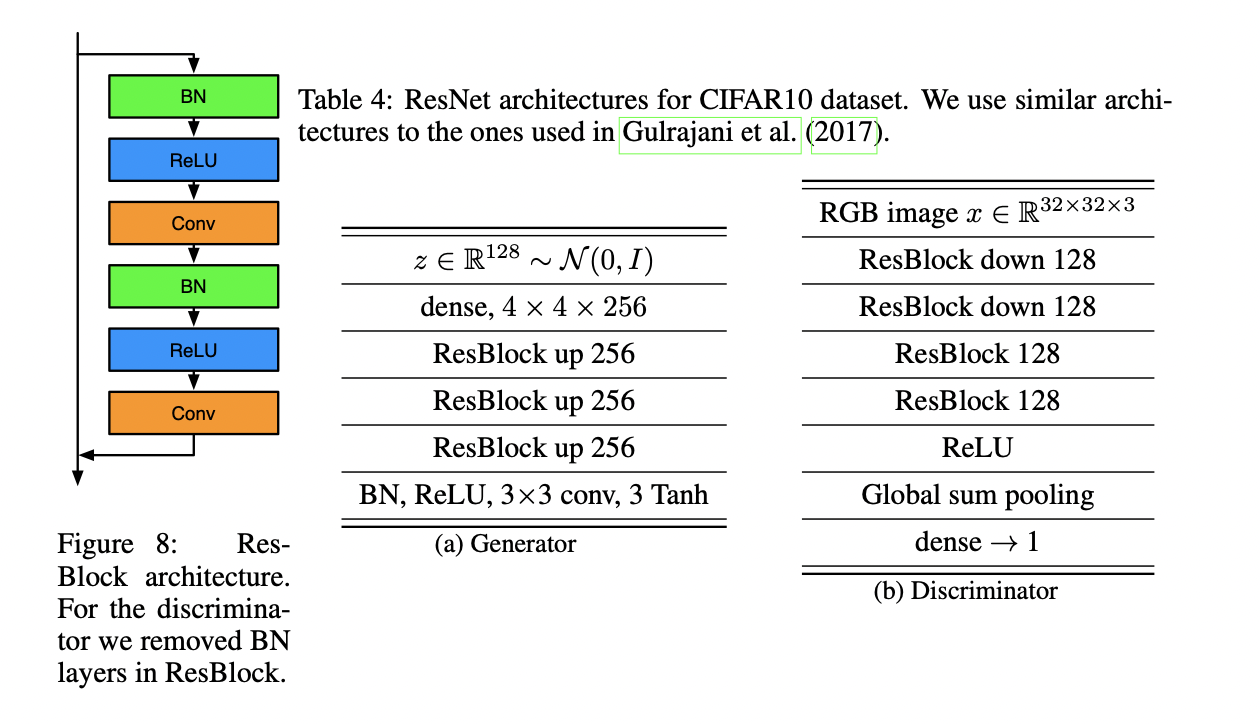 BN
ReLU
Conv
BN
ReLU
Conv
Figure 8: Res-
Block architecture.
For the discrimina-
tor we removed BN
layers in ResBlock.
Table 4: ResNet architectures for CIFAR10 dataset. We use similar archi-
tectures to the ones used in Gulrajani et al. (2017).
z ∈ ℝ¹²⁸ ∼ 𝒩(0, I)
dense, 4 × 4 × 256
ResBlock up 256
ResBlock up 256
ResBlock up 256
BN, ReLU, 3×3 conv, 3 Tanh
(a) Generator
RGB image x ∈ ℝ³²ˣ³²ˣ³
ResBlock down 128
ResBlock down 128
ResBlock 128
ResBlock 128
ReLU
Global sum pooling
dense → 1
(b) Discriminator